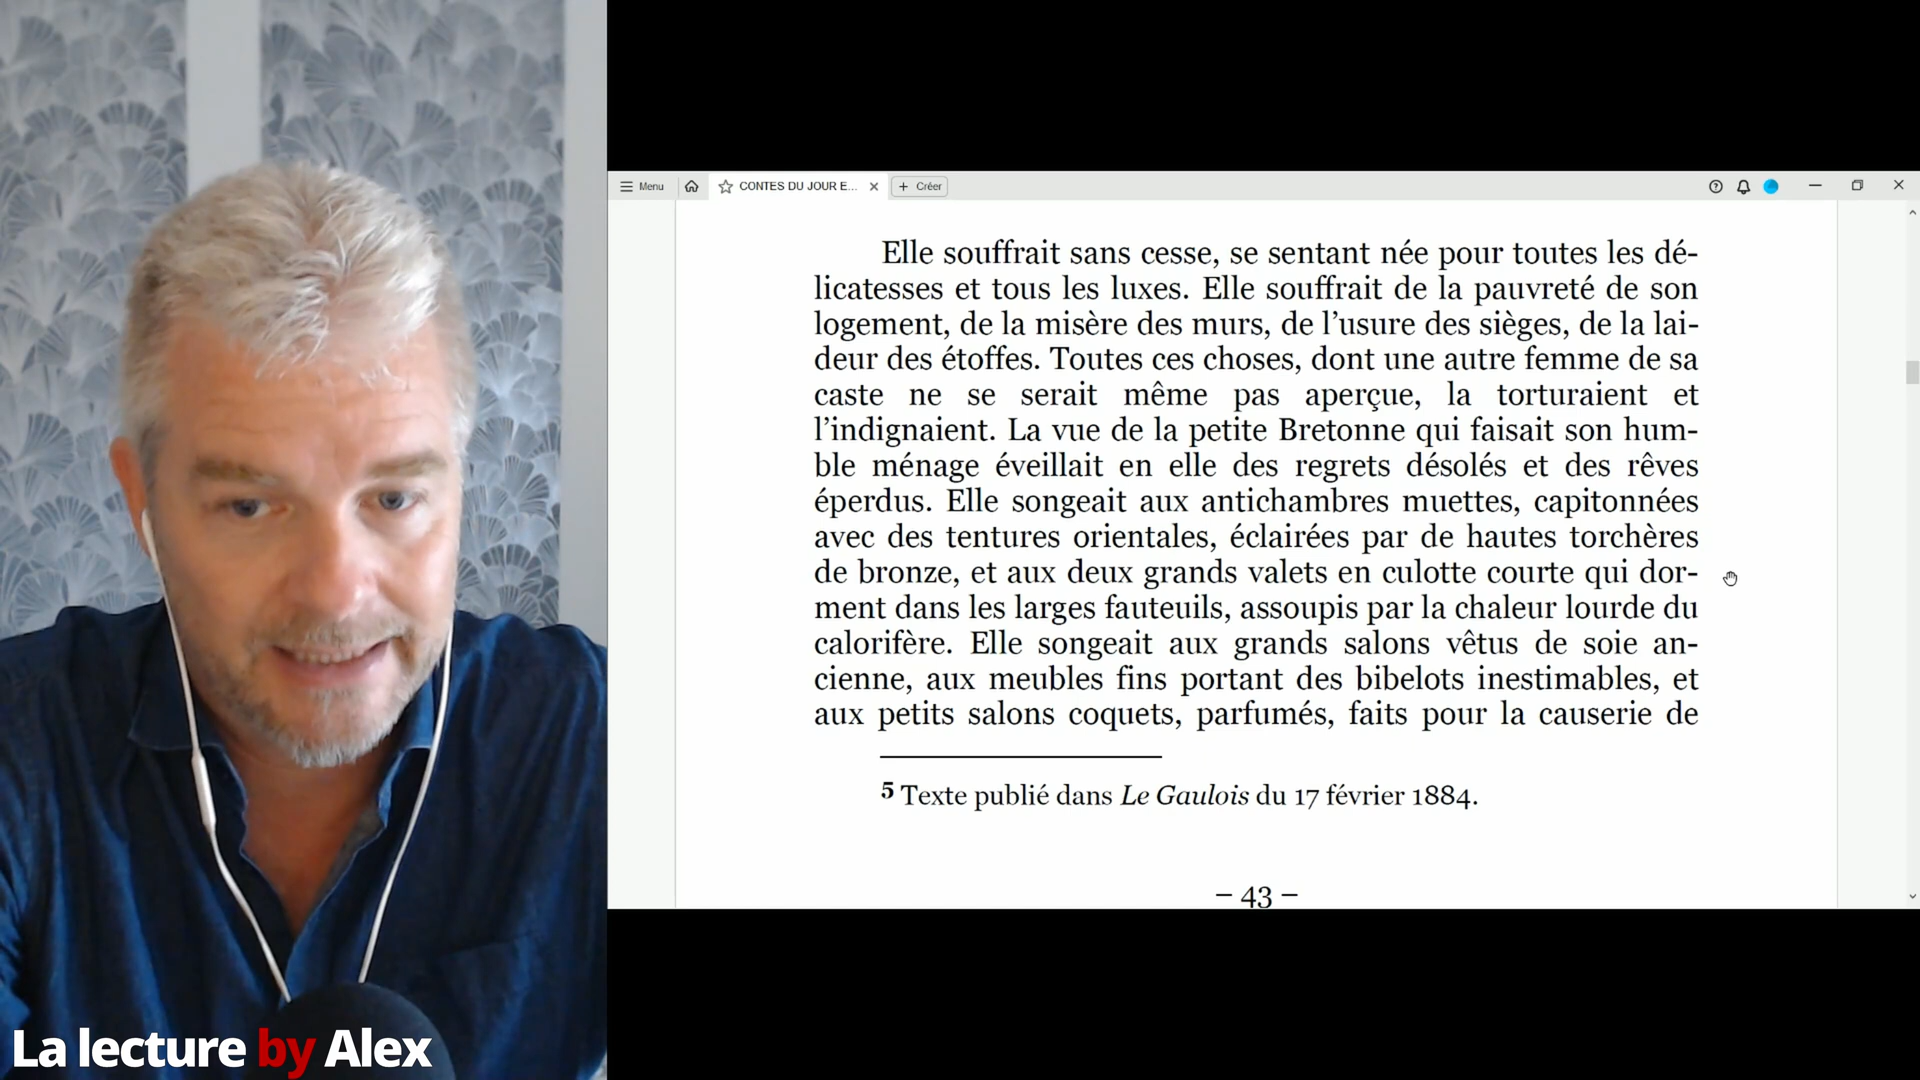 Menu
CONTES DU JOUR E...
Créer
Elle souffrait sans cesse, se sentant née pour toutes les dé-
licatesses et tous les luxes. Elle souffrait de la pauvreté de son
logement, de la misère des murs, de l’usure des sièges, de la lai-
deur des étoffes. Toutes ces choses, dont une autre femme de sa
caste ne se serait même pas aperçue, la torturaient et
l’indignaient. La vue de la petite Bretonne qui faisait son hum-
ble ménage éveillait en elle des regrets désolés et des rêves
éperdus. Elle songeait aux antichambres muettes, capitonnées
avec des tentures orientales, éclairées par de hautes torchères
de bronze, et aux deux grands valets en culotte courte qui dor-
ment dans les larges fauteuils, assoupis par la chaleur lourde du
calorifère. Elle songeait aux grands salons vêtus de soie an-
cienne, aux meubles fins portant des bibelots inestimables, et
aux petits salons coquets, parfumés, faits pour la causerie de
5 Texte publié dans Le Gaulois du 17 février 1884.
– 43 –
La lecture by Alex